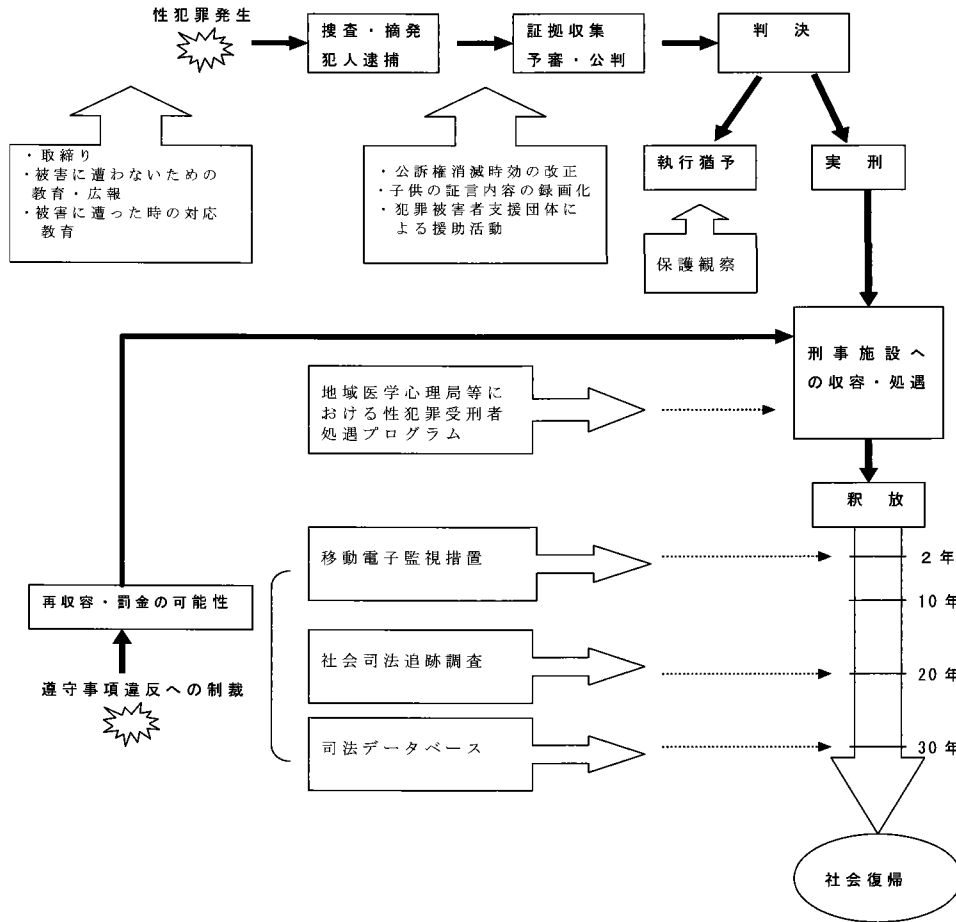 性犯罪発生
捜査・摘発
犯人逮捕
証拠収集
予審・公判
判決
・取締り
・被害に遭わないための
教育・広報
・被害に遭った時の対応
教育
・公訴権消滅時効の改正
・子供の証言内容の録画化
・犯罪被害者支援団体に
よる援助活動
執行猶予
実刑
保護観察
刑事施設へ
の収容・処遇
地域医学心理局等に
おける性犯罪受刑者
処遇プログラム
釈放
移動電子監視措置
2年
10年
再収容・罰金の可能性
社会司法追跡調査
20年
遵守事項違反への制裁
司法データベース
30年
社会復帰